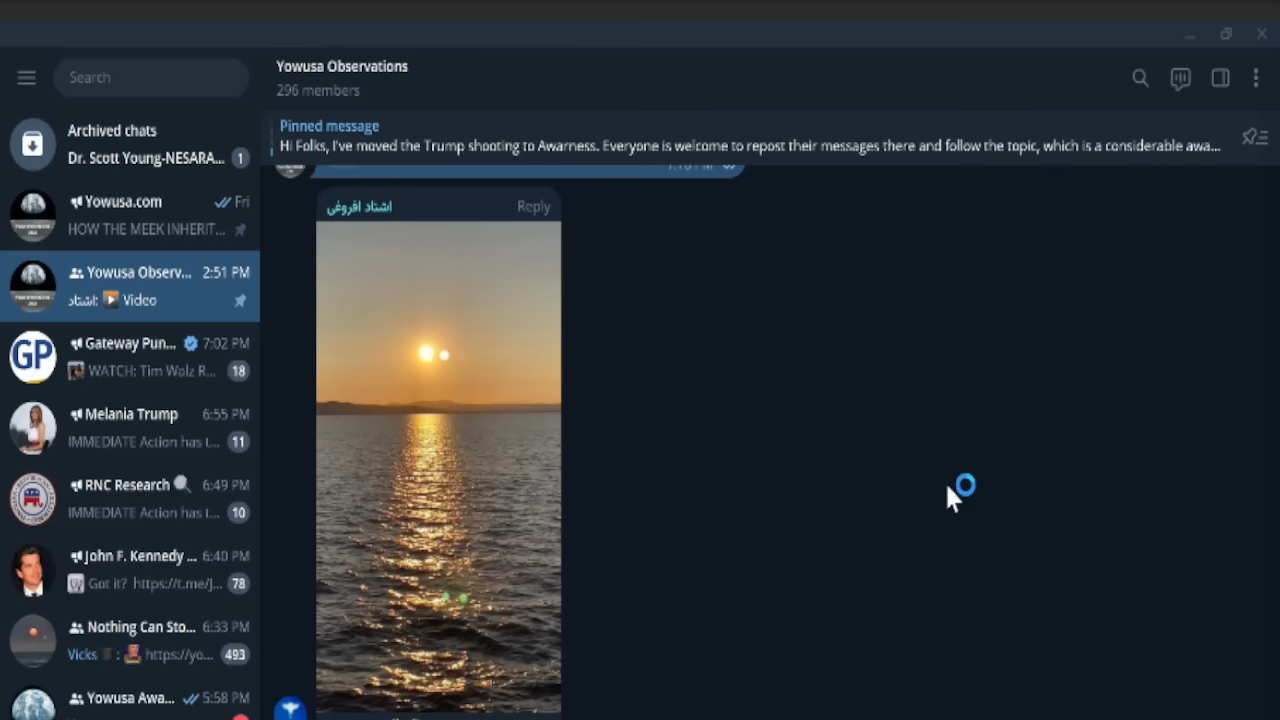 Search
Archived chats
Dr. Scott Young-NESARA... 1
Yowusa.com Fri
HOW THE MEEK INHERIT...
Yowusa Observ... 2:51 PM
اشتاد: Video
GP
Gateway Pun... 7:02 PM
WATCH: Tim Walz R... 18
Melania Trump 6:55 PM
IMMEDIATE Action has t... 11
RNC Research 6:49 PM
IMMEDIATE Action has t... 10
John F. Kennedy ... 6:40 PM
Got it? https://t.me/J... 78
Nothing Can Sto... 6:33 PM
Vicks : https://yo... 493
Yowusa Awa... 5:58 PM
Yowusa Observations
296 members
Pinned message
Hi Folks, I've moved the Trump shooting to Awarness. Everyone is welcome to repost their messages there and follow the topic, which is a considerable awa...
اشتاد افروغی Reply